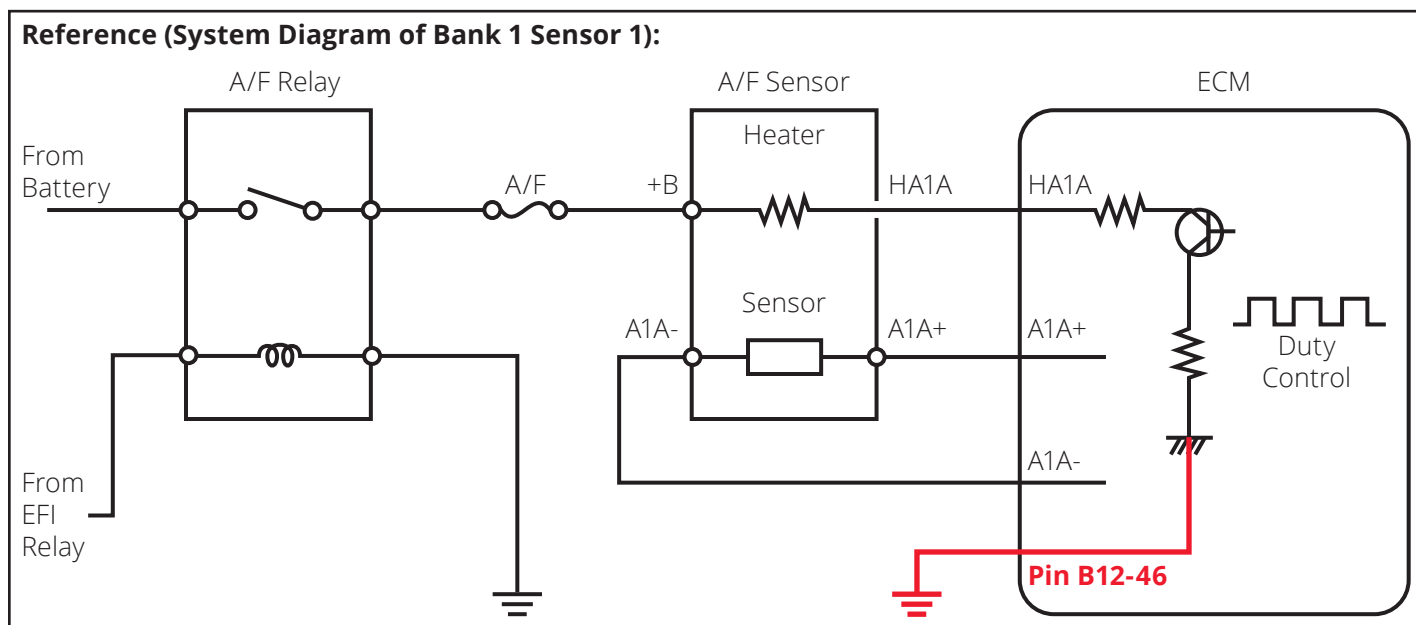 Reference (System Diagram of Bank 1 Sensor 1):
A/F Relay
A/F Sensor
ECM
From
Battery
A/F
+B
Heater
HA1A
HA1A
Sensor
A1A-
A1A+
A1A+
Duty
Control
A1A-
From
EFI
Relay
Pin B12-46